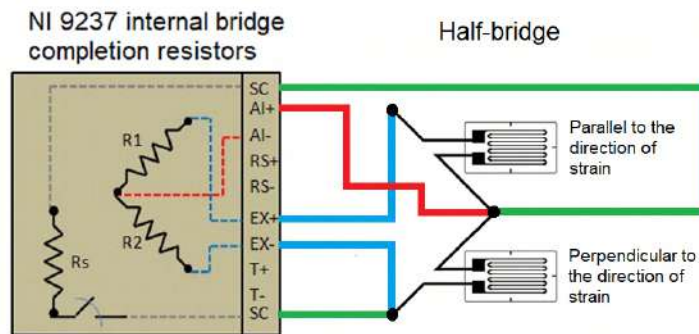 NI 9237 internal bridge
completion resistors
Half-bridge
SC
AI+
AI-
RS+
RS-
EX+
EX-
T+
T-
SC
R1
R2
Rs
Parallel to the
direction of
strain
Perpendicular to
the direction of
strain